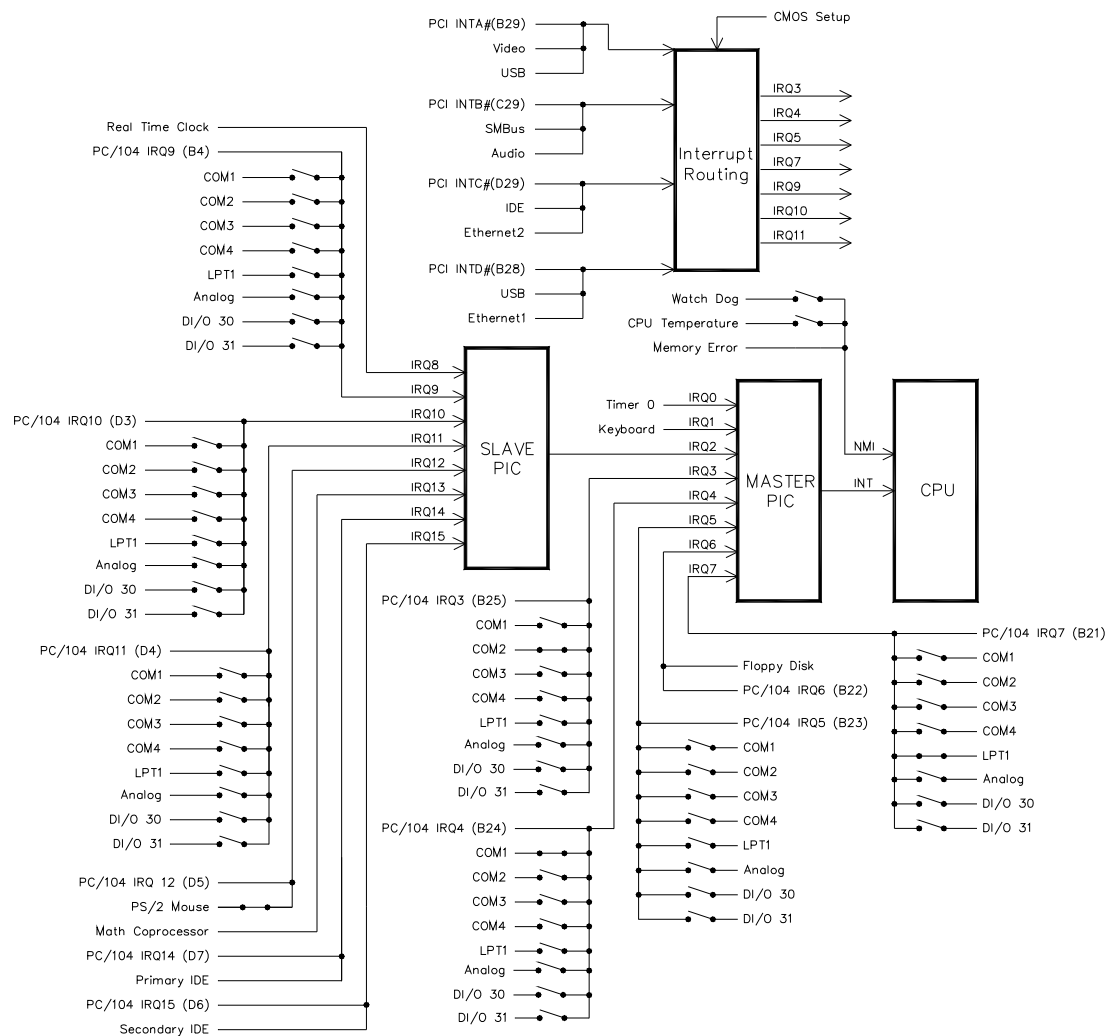 PCI INTA#(B29)
Video
USB
CMOS Setup
PCI INTB#(C29)
SMBus
Audio
PCI INTC#(D29)
IDE
Ethernet2
PCI INTD#(B28)
USB
Ethernet1
Interrupt
Routing
IRQ3
IRQ4
IRQ5
IRQ7
IRQ9
IRQ10
IRQ11
Real Time Clock
PC/104 IRQ9 (B4)
COM1
COM2
COM3
COM4
LPT1
Analog
DI/O 30
DI/O 31
Watch Dog
CPU Temperature
Memory Error
PC/104 IRQ10 (D3)
COM1
COM2
COM3
COM4
LPT1
Analog
DI/O 30
DI/O 31
IRQ8
IRQ9
IRQ10
IRQ11
IRQ12
IRQ13
IRQ14
IRQ15
SLAVE
PIC
Timer 0
Keyboard
IRQ0
IRQ1
IRQ2
IRQ3
IRQ4
IRQ5
IRQ6
IRQ7
MASTER
PIC
NMI
INT
CPU
PC/104 IRQ11 (D4)
COM1
COM2
COM3
COM4
LPT1
Analog
DI/O 30
DI/O 31
PC/104 IRQ3 (B25)
COM1
COM2
COM3
COM4
LPT1
Analog
DI/O 30
DI/O 31
Floppy Disk
PC/104 IRQ6 (B22)
PC/104 IRQ5 (B23)
COM1
COM2
COM3
COM4
LPT1
Analog
DI/O 30
DI/O 31
PC/104 IRQ7 (B21)
COM1
COM2
COM3
COM4
LPT1
Analog
DI/O 30
DI/O 31
PC/104 IRQ4 (B24)
COM1
COM2
COM3
COM4
LPT1
Analog
DI/O 30
DI/O 31
PC/104 IRQ 12 (D5)
PS/2 Mouse
Math Coprocessor
PC/104 IRQ14 (D7)
Primary IDE
PC/104 IRQ15 (D6)
Secondary IDE